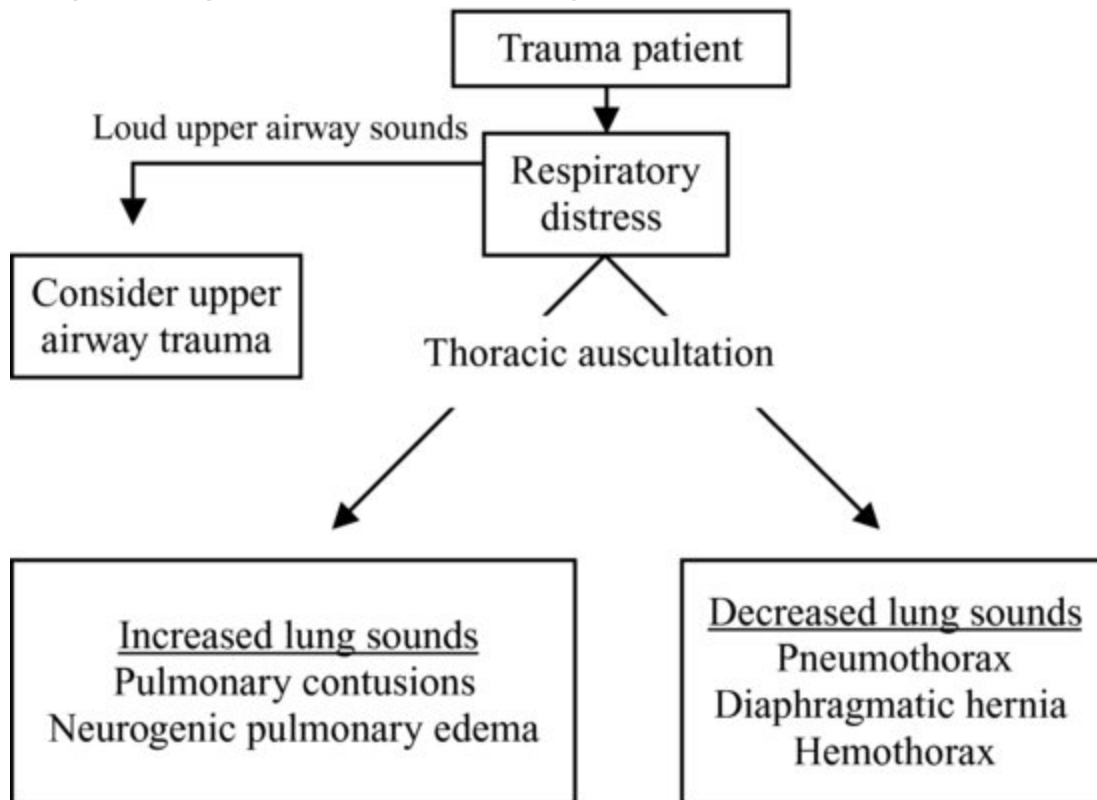 Trauma patient
Loud upper airway sounds
Respiratory
distress
Consider upper
airway trauma
Thoracic auscultation
Increased lung sounds
Pulmonary contusions
Neurogenic pulmonary edema
Decreased lung sounds
Pneumothorax
Diaphragmatic hernia
Hemothorax